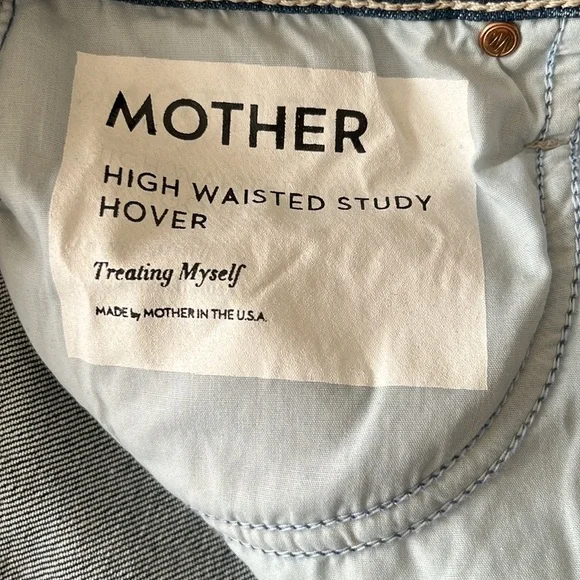 MOTHER
HIGH WAISTED STUDY
HOVER
Treating Myself
MADE by MOTHER IN THE U.S.A.